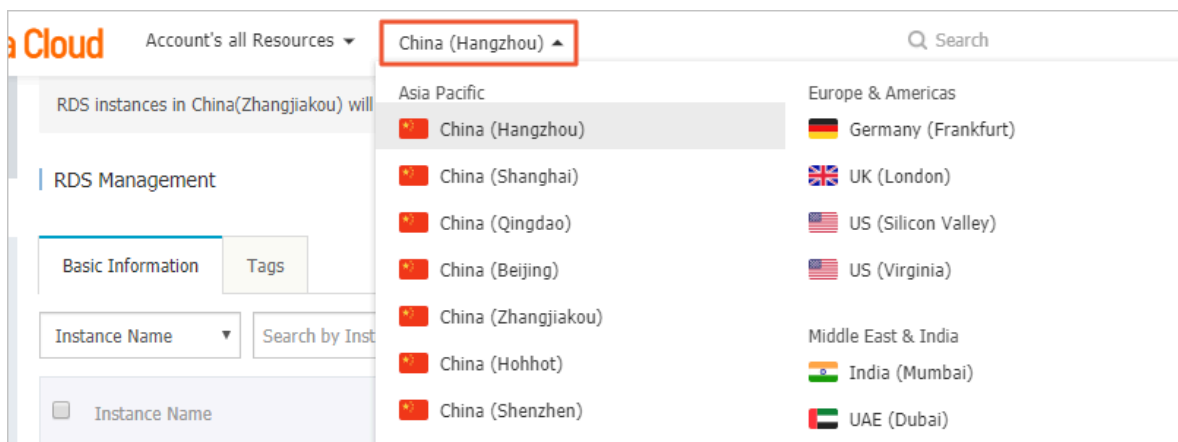 a Cloud
Account's all Resources
China (Hangzhou)
Search
RDS instances in China(Zhangjiakou) will
RDS Management
Basic Information
Tags
Instance Name
Search by Inst
Instance Name
Asia Pacific
China (Hangzhou)
China (Shanghai)
China (Qingdao)
China (Beijing)
China (Zhangjiakou)
China (Hohhot)
China (Shenzhen)
Europe & Americas
Germany (Frankfurt)
UK (London)
US (Silicon Valley)
US (Virginia)
Middle East & India
India (Mumbai)
UAE (Dubai)